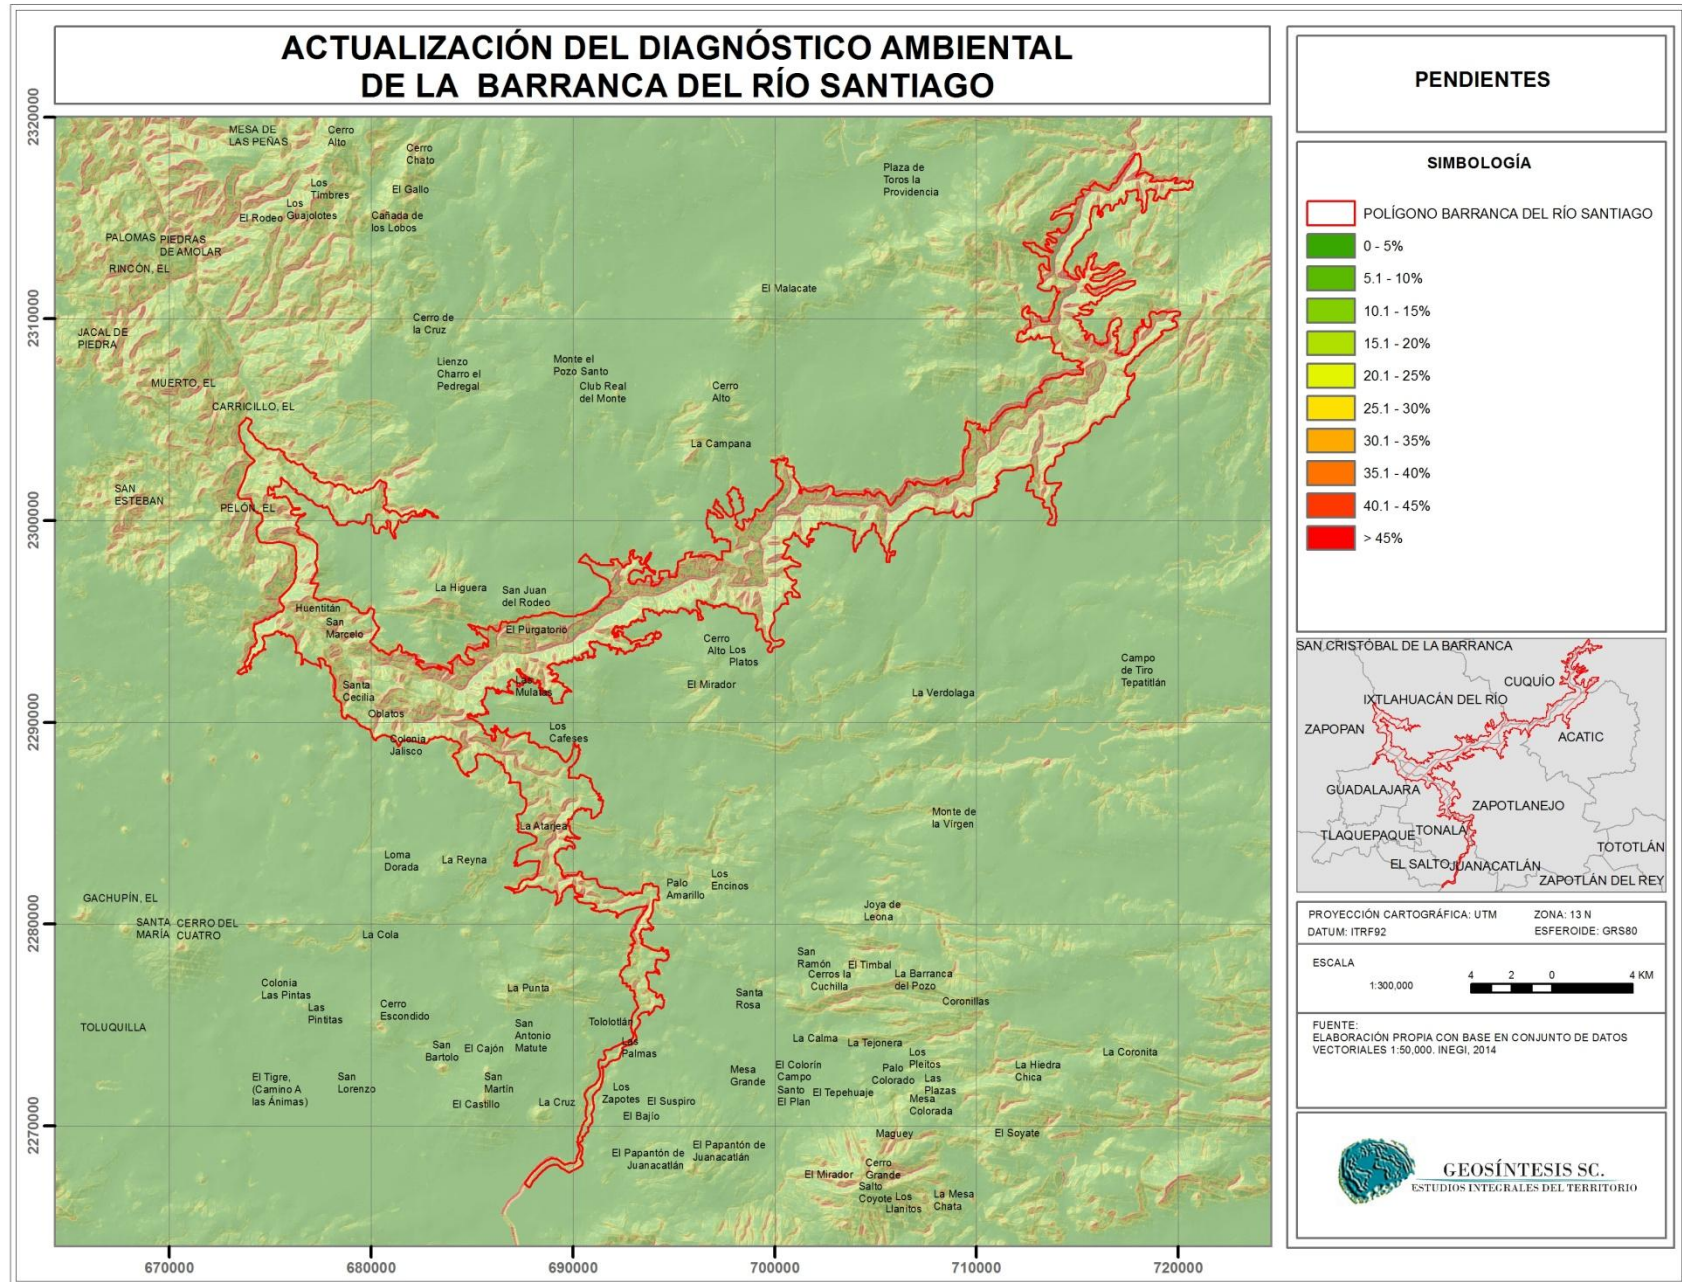 ACTUALIZACIÓN DEL DIAGNÓSTICO AMBIENTAL
DE LA BARRANCA DEL RÍO SANTIAGO
2320000
2310000
2300000
2290000
2280000
2270000
670000
680000
690000
700000
710000
720000
MESA DE
LAS PEÑAS
Cerro
Alto
Cerro
Chato
Los
Timbres
El Gallo
Los
Guajolotes
El Rodeo
Cañada de
los Lobos
PALOMAS
PIEDRAS
DE AMOLAR
RINCÓN, EL
JACAL DE
PIEDRA
MUERTO, EL
CARRICILLO, EL
SAN
ESTEBAN
PELÓN, EL
Plaza de
Toros la
Providencia
El Malacate
Cerro de
la Cruz
Lienzo
Charro el
Pedregal
Monte el
Pozo Santo
Club Real
del Monte
Cerro
Alto
La Campana
La Higuera
San Juan
del Rodeo
El Purgatorio
Huentitán
San
Marcelo
Santa
Cecilia
Oblatos
Colonia
Jalisco
Las
Mulatas
Los
Cafeses
Cerro
Alto
Los
Platos
El Mirador
Campo
de Tiro
Tepatitlán
La Verdolaga
Monte de
la Virgen
La Atarjea
Loma
Dorada
La Reyna
Palo
Amarillo
Los
Encinos
GACHUPÍN, EL
SANTA
MARÍA
CERRO DEL
CUATRO
La Cola
Joya de
Leona
San
Ramón
El Timbal
Cerros la
Cuchilla
La Barranca
del Pozo
Coronillas
Colonia
Las Pintas
Las
Pintitas
Cerro
Escondido
La Punta
Santa
Rosa
TOLUQUILLA
San
Antonio
Matute
Tololotlán
Las
Palmas
San
Bartolo
El Cajón
La Calma
La Tejonera
Los
Pleitos
La Coronita
El Tigre,
(Camino A
las Ánimas)
San
Lorenzo
San
Martín
El Castillo
La Cruz
Los
Zapotes
El Suspiro
El Bajío
Mesa
Grande
El Colorín
Campo
Santo
El Plan
El Tepehuaje
Palo
Colorado
Las
Plazas
Mesa
Colorada
La Hiedra
Chica
Maguey
El Soyate
El Papantón de
Juanacatlán
El Papantón de
Juanacatlán
El Mirador
Cerro
Grande
Salto
Coyote
Los
Llanitos
La Mesa
Chata
PENDIENTES
SIMBOLOGÍA
POLÍGONO BARRANCA DEL RÍO SANTIAGO
0 - 5%
5.1 - 10%
10.1 - 15%
15.1 - 20%
20.1 - 25%
25.1 - 30%
30.1 - 35%
35.1 - 40%
40.1 - 45%
> 45%
SAN CRISTÓBAL DE LA BARRANCA
CUQUÍO
IXTLAHUACÁN DEL RÍO
ZAPOPAN
ACATIC
GUADALAJARA
ZAPOTLANEJO
TLAQUEPAQUE
TONALÁ
TOTOTLÁN
EL SALTO
JUANACATLÁN
ZAPOTLÁN DEL REY
PROYECCIÓN CARTOGRÁFICA: UTM ZONA: 13 N
DATUM: ITRF92 ESFEROIDE: GRS80
ESCALA
1:300,000
4 2 0 4 KM
FUENTE:
ELABORACIÓN PROPIA CON BASE EN CONJUNTO DE DATOS
VECTORIALES 1:50,000. INEGI, 2014
GEOSÍNTESIS SC.
ESTUDIOS INTEGRALES DEL TERRITORIO